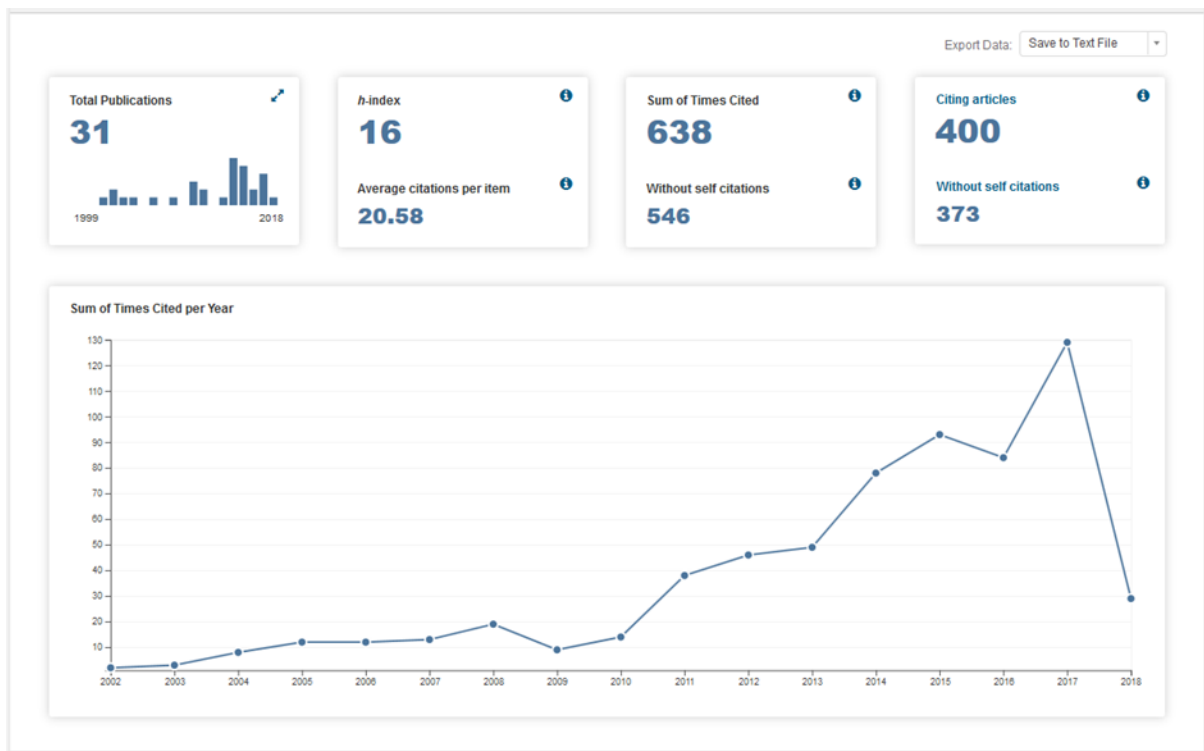 Export Data: Save to Text File
Total Publications
31
1999 2018
h-index
16
Average citations per item
20.58
Sum of Times Cited
638
Without self citations
546
Citing articles
400
Without self citations
373
Sum of Times Cited per Year
130
120
110
100
90
80
70
60
50
40
30
20
10
2002 2003 2004 2005 2006 2007 2008 2009 2010 2011 2012 2013 2014 2015 2016 2017 2018